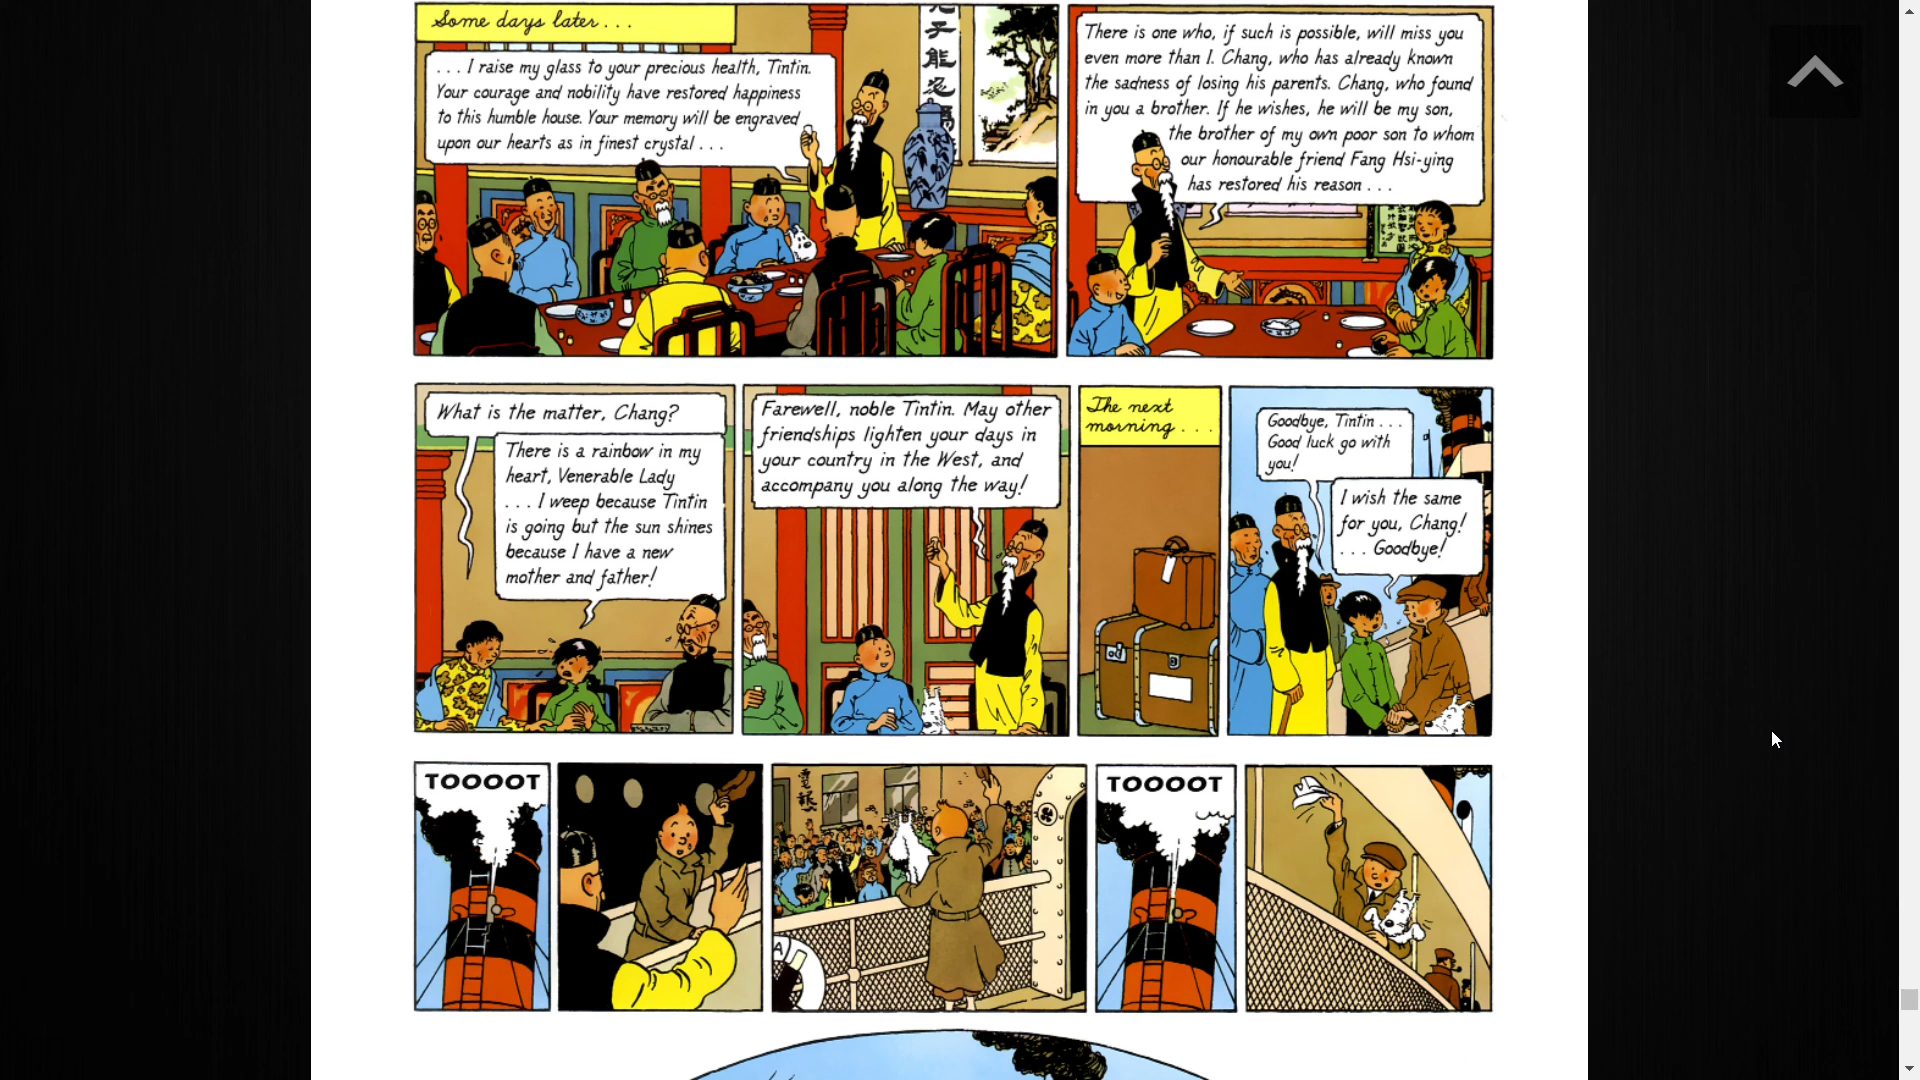 Some days later . . .
. . . I raise my glass to your precious health, Tintin.
Your courage and nobility have restored happiness
to this humble house. Your memory will be engraved
upon our hearts as in finest crystal . . .
子
能
There is one who, if such is possible, will miss you
even more than I. Chang, who has already known
the sadness of losing his parents. Chang, who found
in you a brother. If he wishes, he will be my son,
the brother of my own poor son to whom
our honourable friend Fang Hsi-ying
has restored his reason . . .
What is the matter, Chang?
There is a rainbow in my
heart, Venerable Lady
. . . I weep because Tintin
is going but the sun shines
because I have a new
mother and father!
Farewell, noble Tintin. May other
friendships lighten your days in
your country in the West, and
accompany you along the way!
The next
morning . . .
Goodbye, Tintin . . .
Good luck go with
you!
I wish the same
for you, Chang!
. . . Goodbye!
TOOOOT
A
TOOOOT